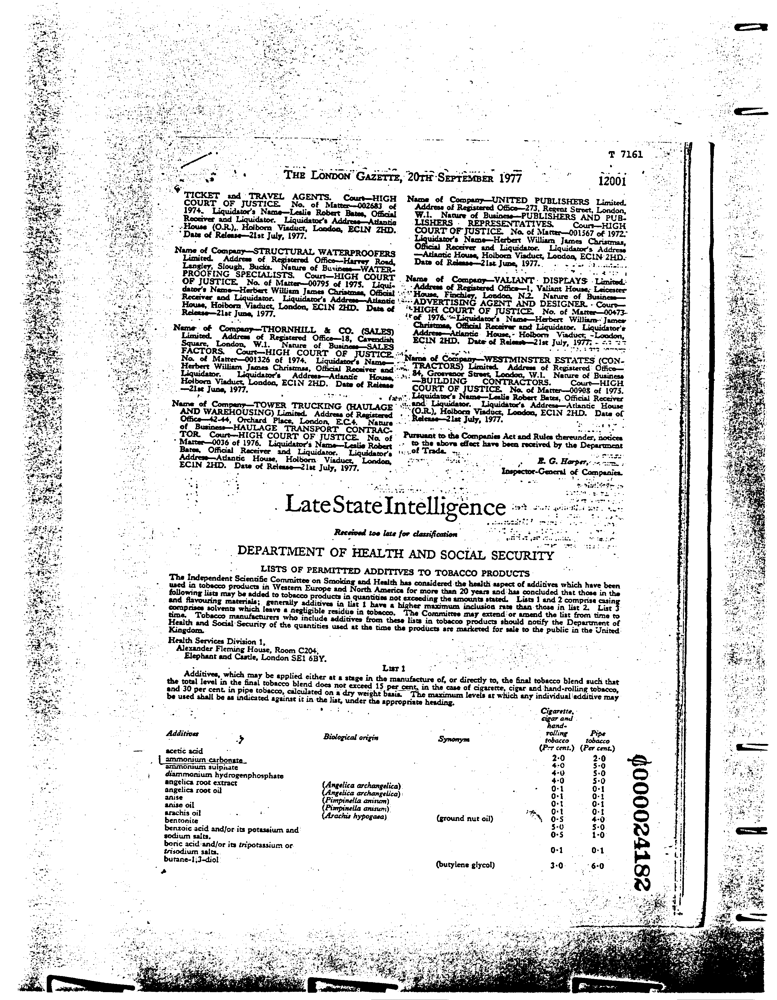 T 7161
THE LONDON GAZETTE, 20TH SEPTEMBER 1977
12001
TICKET and TRAVEL AGENTS. Court—HIGH
COURT OF JUSTICE. No. of Matter—002683 of
1974. Liquidator's Name—Leslie Robert Bates, Official
Receiver and Liquidator. Liquidator's Address—Atlantic
House (O.R.), Holborn Viaduct, London, EC1N 2HD.
Date of Release—21st July, 1977.
Name of Company—STRUCTURAL WATERPROOFERS
Limited. Address of Registered Office—Harvey Road,
Langley, Slough, Bucks. Nature of Business—WATER-
PROOFING SPECIALISTS. Court—HIGH COURT
OF JUSTICE. No. of Matter—00795 of 1975. Liqui-
dator's Name—Herbert William James Christmas, Official
Receiver and Liquidator. Liquidator's Address—Atlantic
House, Holborn Viaduct, London, EC1N 2HD. Date of
Release—21st June, 1977.
Name of Company—THORNHILL & CO. (SALES)
Limited. Address of Registered Office—18, Cavendish
Square, London, W.1. Nature of Business—SALES
FACTORS. Court—HIGH COURT OF JUSTICE.
No. of Matter—001326 of 1974. Liquidator's Name—
Herbert William James Christmas, Official Receiver and
Liquidator. Liquidator's Address—Atlantic House,
Holborn Viaduct, London, EC1N 2HD. Date of Release
—21st June, 1977.
Name of Company—TOWER TRUCKING (HAULAGE
AND WAREHOUSING) Limited. Address of Registered
Office—42-44, Orchard Place, London, E.C.4. Nature
of Business—HAULAGE TRANSPORT CONTRAC-
TOR. Court—HIGH COURT OF JUSTICE. No. of
Matter—0036 of 1976. Liquidator's Name—Leslie Robert
Bates, Official Receiver and Liquidator. Liquidator's
Address—Atlantic House, Holborn Viaduct, London,
EC1N 2HD. Date of Release—21st July, 1977.
Name of Company—UNITED PUBLISHERS Limited.
Address of Registered Office—273, Regent Street, London,
W.1. Nature of Business—PUBLISHERS AND PUB-
LISHERS REPRESENTATIVES. Court—HIGH
COURT OF JUSTICE. No. of Matter—001567 of 1972.
Liquidator's Name—Herbert William James Christmas,
Official Receiver and Liquidator. Liquidator's Address
—Atlantic House, Holborn Viaduct, London, EC1N 2HD.
Date of Release—21st June, 1977.
Name of Company—VALLIANT DISPLAYS Limited.
Address of Registered Office—1, Valiant House, Leicester
House, Finchley, London, N.2. Nature of Business—
ADVERTISING AGENT AND DESIGNER. Court—
HIGH COURT OF JUSTICE. No. of Matter—00473
of 1976. Liquidator's Name—Herbert William James
Christmas, Official Receiver and Liquidator. Liquidator's
Address—Atlantic House, Holborn Viaduct, London,
EC1N 2HD. Date of Release—21st July, 1977.
Name of Company—WESTMINSTER ESTATES (CON-
TRACTORS) Limited. Address of Registered Office—
84, Grosvenor Street, London, W.1. Nature of Business
—BUILDING CONTRACTORS. Court—HIGH
COURT OF JUSTICE. No. of Matter—00908 of 1975.
Liquidator's Name—Leslie Robert Bates, Official Receiver
and Liquidator. Liquidator's Address—Atlantic House
(O.R.), Holborn Viaduct, London, EC1N 2HD. Date of
Release—21st July, 1977.
Pursuant to the Companies Act and Rules thereunder, notices
to the above effect have been received by the Department
of Trade.
R. G. Harper,
Inspector-General of Companies.
Late State Intelligence
Received too late for classification
DEPARTMENT OF HEALTH AND SOCIAL SECURITY
LISTS OF PERMITTED ADDITIVES TO TOBACCO PRODUCTS
The Independent Scientific Committee on Smoking and Health has considered the health aspect of additives which have been
used in tobacco products in Western Europe and North America for more than 20 years and has concluded that those in the
following lists may be added to tobacco products in quantities not exceeding the amounts stated. Lists 1 and 2 comprise casing
and flavouring materials; generally additives in list 1 have a higher maximum inclusion rate than those in list 2. List 3
comprises solvents which leave a negligible residue in tobacco. The Committee may extend or amend the list from time to
time. Tobacco manufacturers who include additives from these lists in tobacco products should notify the Department of
Health and Social Security of the quantities used at the time the products are marketed for sale to the public in the United
Kingdom.
Health Services Division 1,
Alexander Fleming House, Room C204,
Elephant and Castle, London SE1 6BY.
LIST 1
Additives, which may be applied either at a stage in the manufacture of, or directly to, the final tobacco blend such that
the total level in the final tobacco blend does not exceed 15 per cent. in the case of cigarette, cigar and hand-rolling tobacco,
and 30 per cent. in pipe tobacco, calculated on a dry weight basis. The maximum levels at which any individual additive may
be used shall be as indicated against it in the list, under the appropriate heading.
Cigarette,
cigar and
hand-
rolling Pipe
Additives Biological origin Synonym tobacco tobacco
(Per cent.) (Per cent.)
acetic acid 2·0 2·0
ammonium carbonate 4·0 5·0
ammonium sulphate 4·0 5·0
diammonium hydrogenphosphate 4·0 5·0
angelica root extract (Angelica archangelica) 0·1 0·1
angelica root oil (Angelica archangelica) 0·1 0·1
anise (Pimpinella anisum) 0·1 0·1
anise oil (Pimpinella anisum) 0·1 0·1
arachis oil (Arachis hypogaea) (ground nut oil) 0·5 4·0
bentonite 5·0 5·0
benzoic acid and/or its potassium and
sodium salts. 0·5 1·0
boric acid and/or its tripotassium or
trisodium salts. 0·1 0·1
butane-1,3-diol (butylene glycol) 3·0 6·0
0000024182